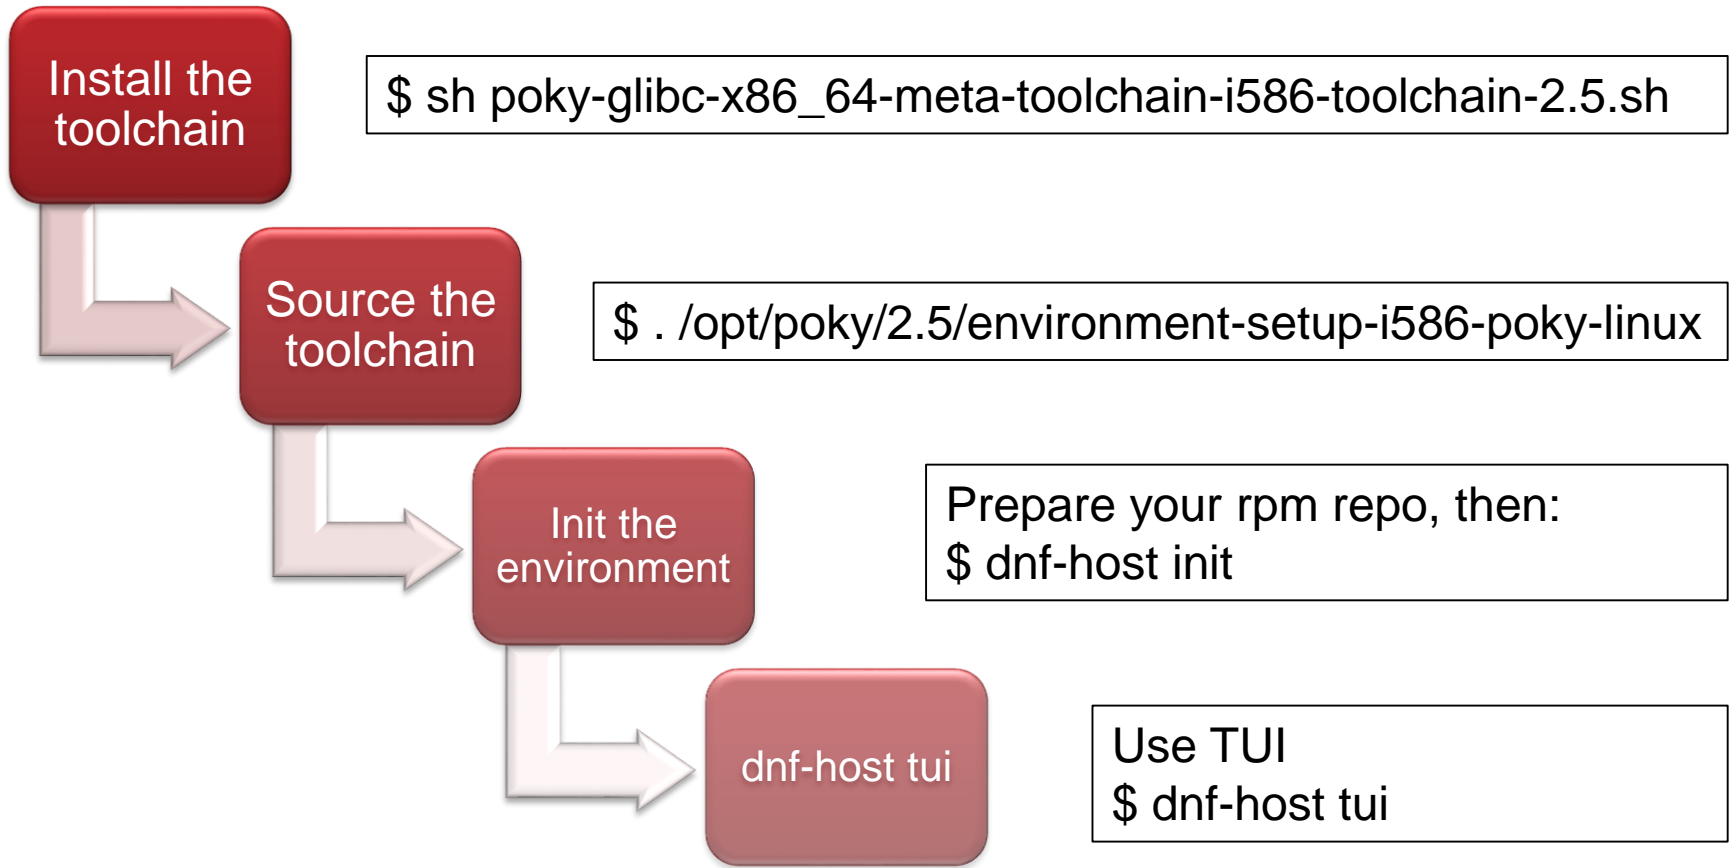 Install the
toolchain
$ sh poky-glibc-x86_64-meta-toolchain-i586-toolchain-2.5.sh
Source the
toolchain
$ . /opt/poky/2.5/environment-setup-i586-poky-linux
Init the
environment
Prepare your rpm repo, then:
$ dnf-host init
dnf-host tui
Use TUI
$ dnf-host tui